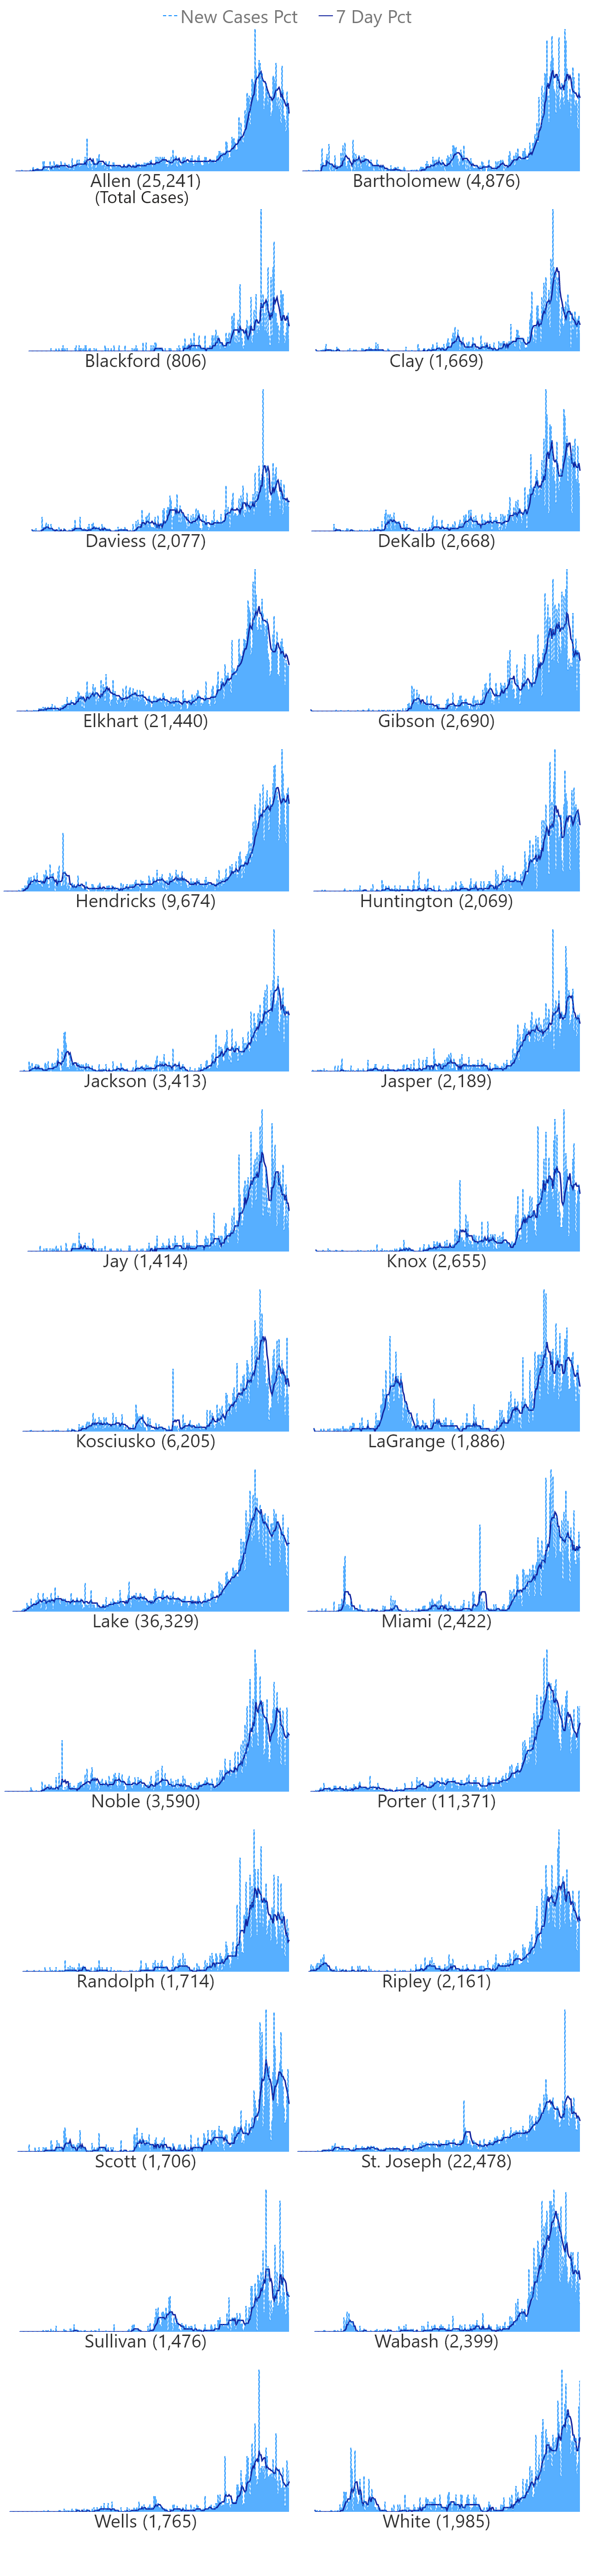 New Cases Pct 7 Day Pct
Allen (25,241) Bartholomew (4,876)
(Total Cases)
Blackford (806) Clay (1,669)
Daviess (2,077) DeKalb (2,668)
Elkhart (21,440) Gibson (2,690)
Hendricks (9,674) Huntington (2,069)
Jackson (3,413) Jasper (2,189)
Jay (1,414) Knox (2,655)
Kosciusko (6,205) LaGrange (1,886)
Lake (36,329) Miami (2,422)
Noble (3,590) Porter (11,371)
Randolph (1,714) Ripley (2,161)
Scott (1,706) St. Joseph (22,478)
Sullivan (1,476) Wabash (2,399)
Wells (1,765) White (1,985)